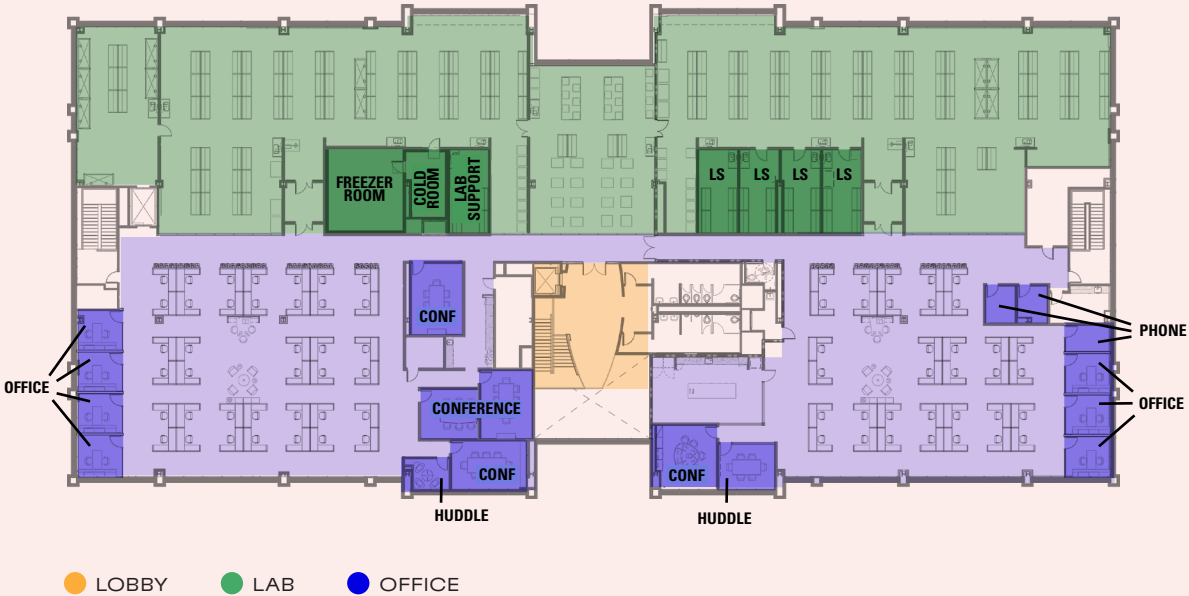 FREEZER
ROOM
COLD
ROOM
LAB
SUPPORT
LS
LS
LS
LS
CONF
PHONE
OFFICE
CONFERENCE
OFFICE
CONF
CONF
HUDDLE
HUDDLE
LOBBY
LAB
OFFICE